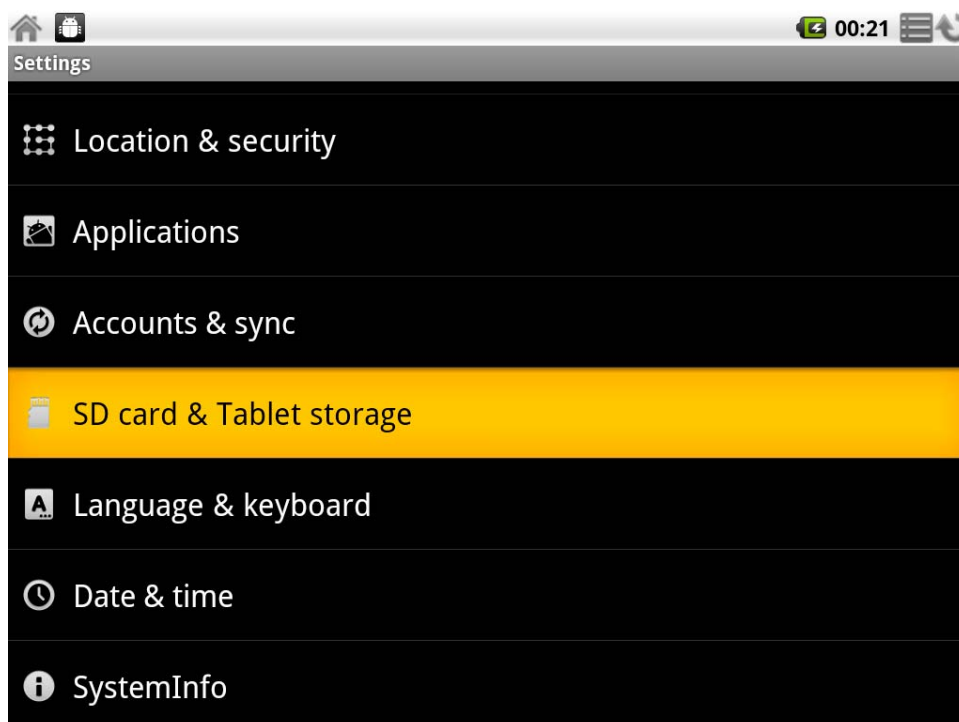 00:21
Settings
Location & security
Applications
Accounts & sync
SD card & Tablet storage
Language & keyboard
Date & time
SystemInfo